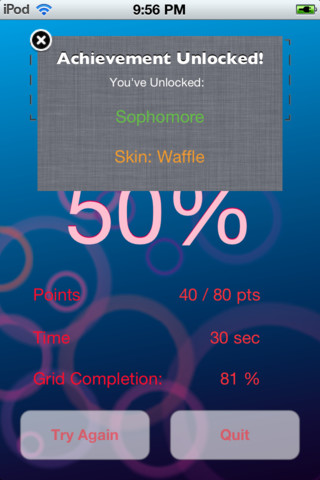 iPod 9:56 PM
Achievement Unlocked!
You've Unlocked:
Sophomore
Skin: Waffle
50%
Points 40 / 80 pts
Time 30 sec
Grid Completion: 81 %
Try Again Quit